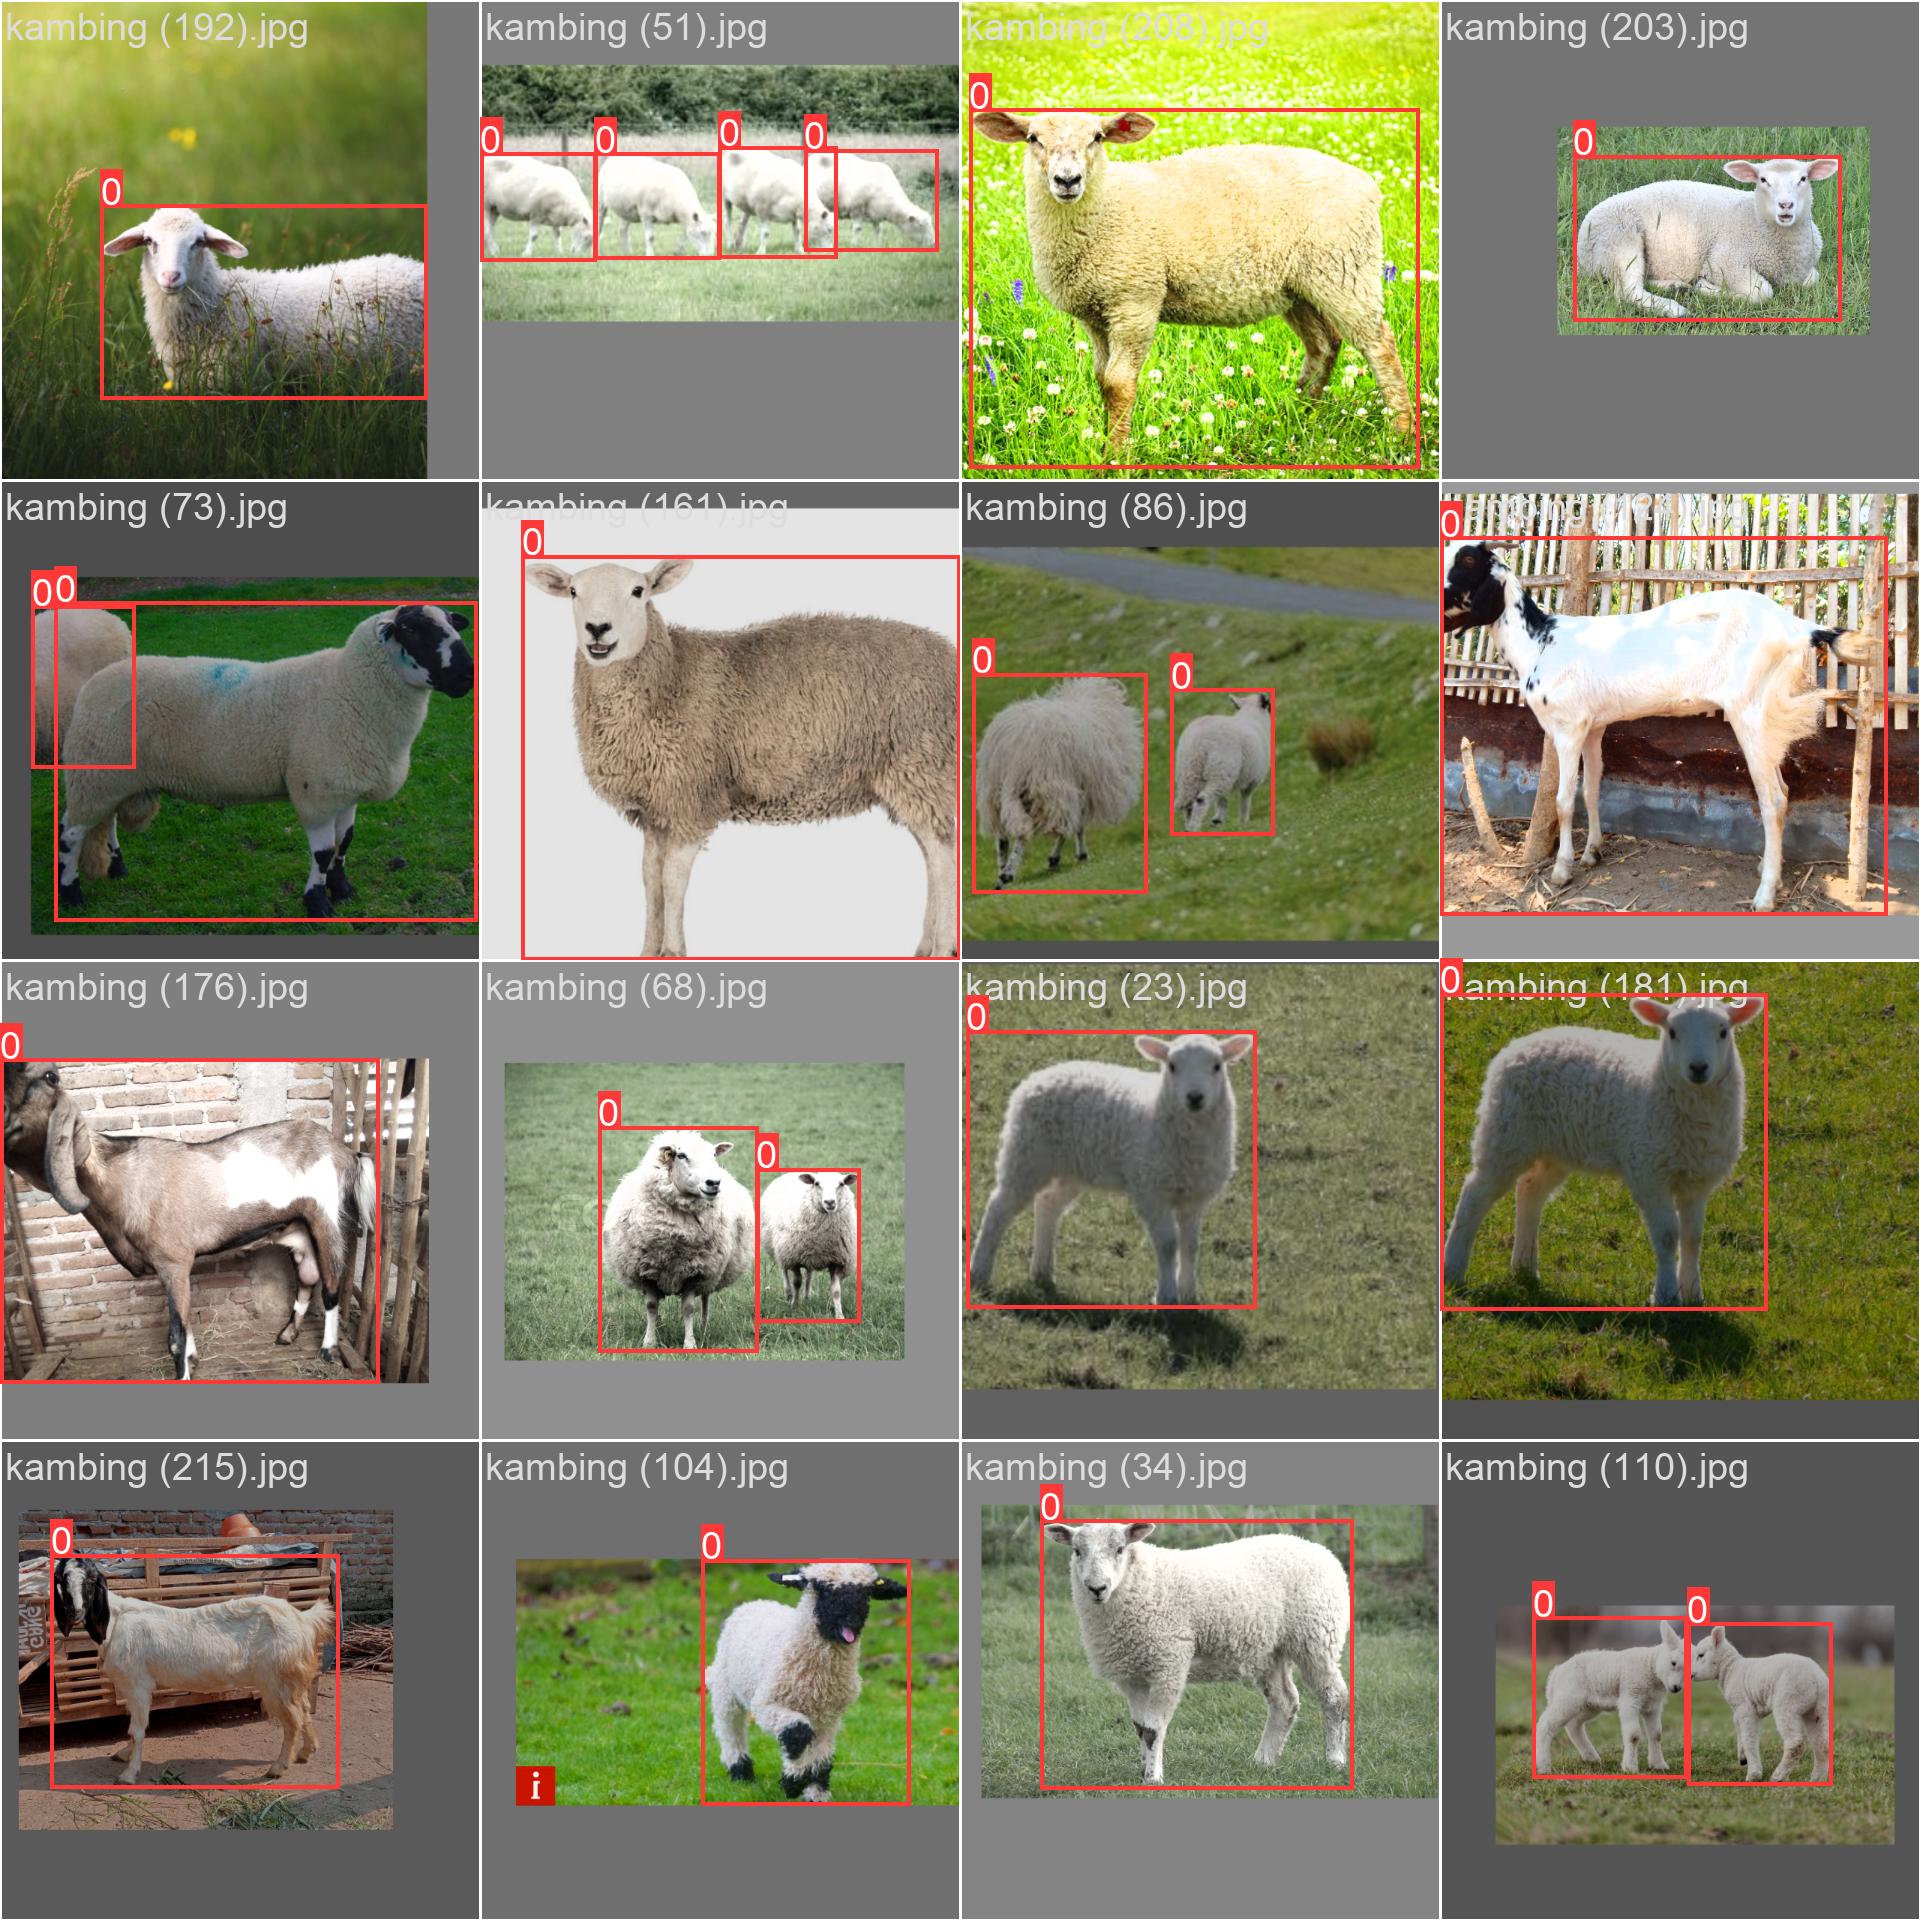 kambing (192).jpg
kambing (51).jpg
kambing (208).jpg
kambing (203).jpg
0
0
0
0
0
0
0
kambing (73).jpg
kambing (161).jpg
kambing (86).jpg
0
0
0
0
0
0
kambing (176).jpg
kambing (68).jpg
kambing (23).jpg
kambing (181).jpg
0
0
0
0
0
kambing (215).jpg
kambing (104).jpg
kambing (34).jpg
kambing (110).jpg
0
0
0
0
0
i